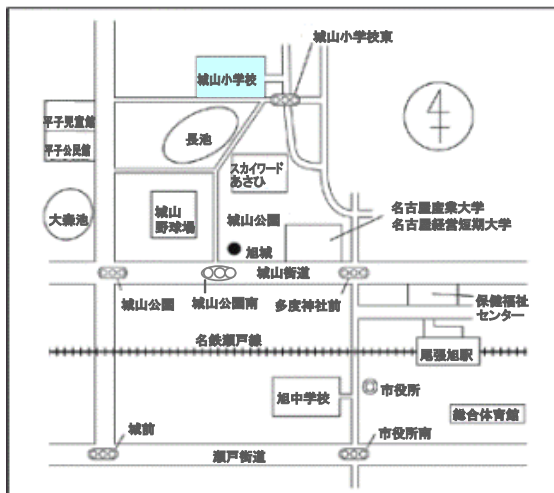 城山小学校東
城山小学校
平子児童館
平子公民館
長池
スカイワード
あさひ
大森池
城山
野球場
城山公園
名古屋産業大学
名古屋経営短期大学
旭城
城山街道
城山公園
城山公園南
多度神社前
保健福祉
センター
名鉄瀬戸線
尾張旭駅
旭中学校
市役所
総合体育館
城前
瀬戸街道
市役所南